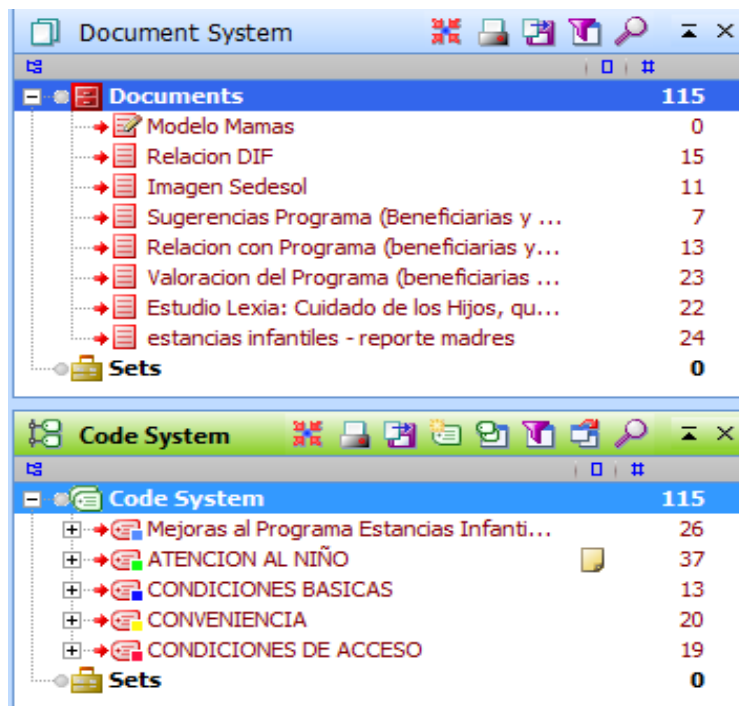 Document System
#
Documents 115
Modelo Mamas 0
Relacion DIF 15
Imagen Sedesol 11
Sugerencias Programa (Beneficiarias y ... 7
Relacion con Programa (beneficiarias y... 13
Valoracion del Programa (beneficiarias ... 23
Estudio Lexia: Cuidado de los Hijos, qu... 22
estancias infantiles - reporte madres 24
Sets 0
Code System
#
Code System 115
Mejoras al Programa Estancias Infanti... 26
ATENCION AL NIÑO 37
CONDICIONES BASICAS 13
CONVENIENCIA 20
CONDICIONES DE ACCESO 19
Sets 0